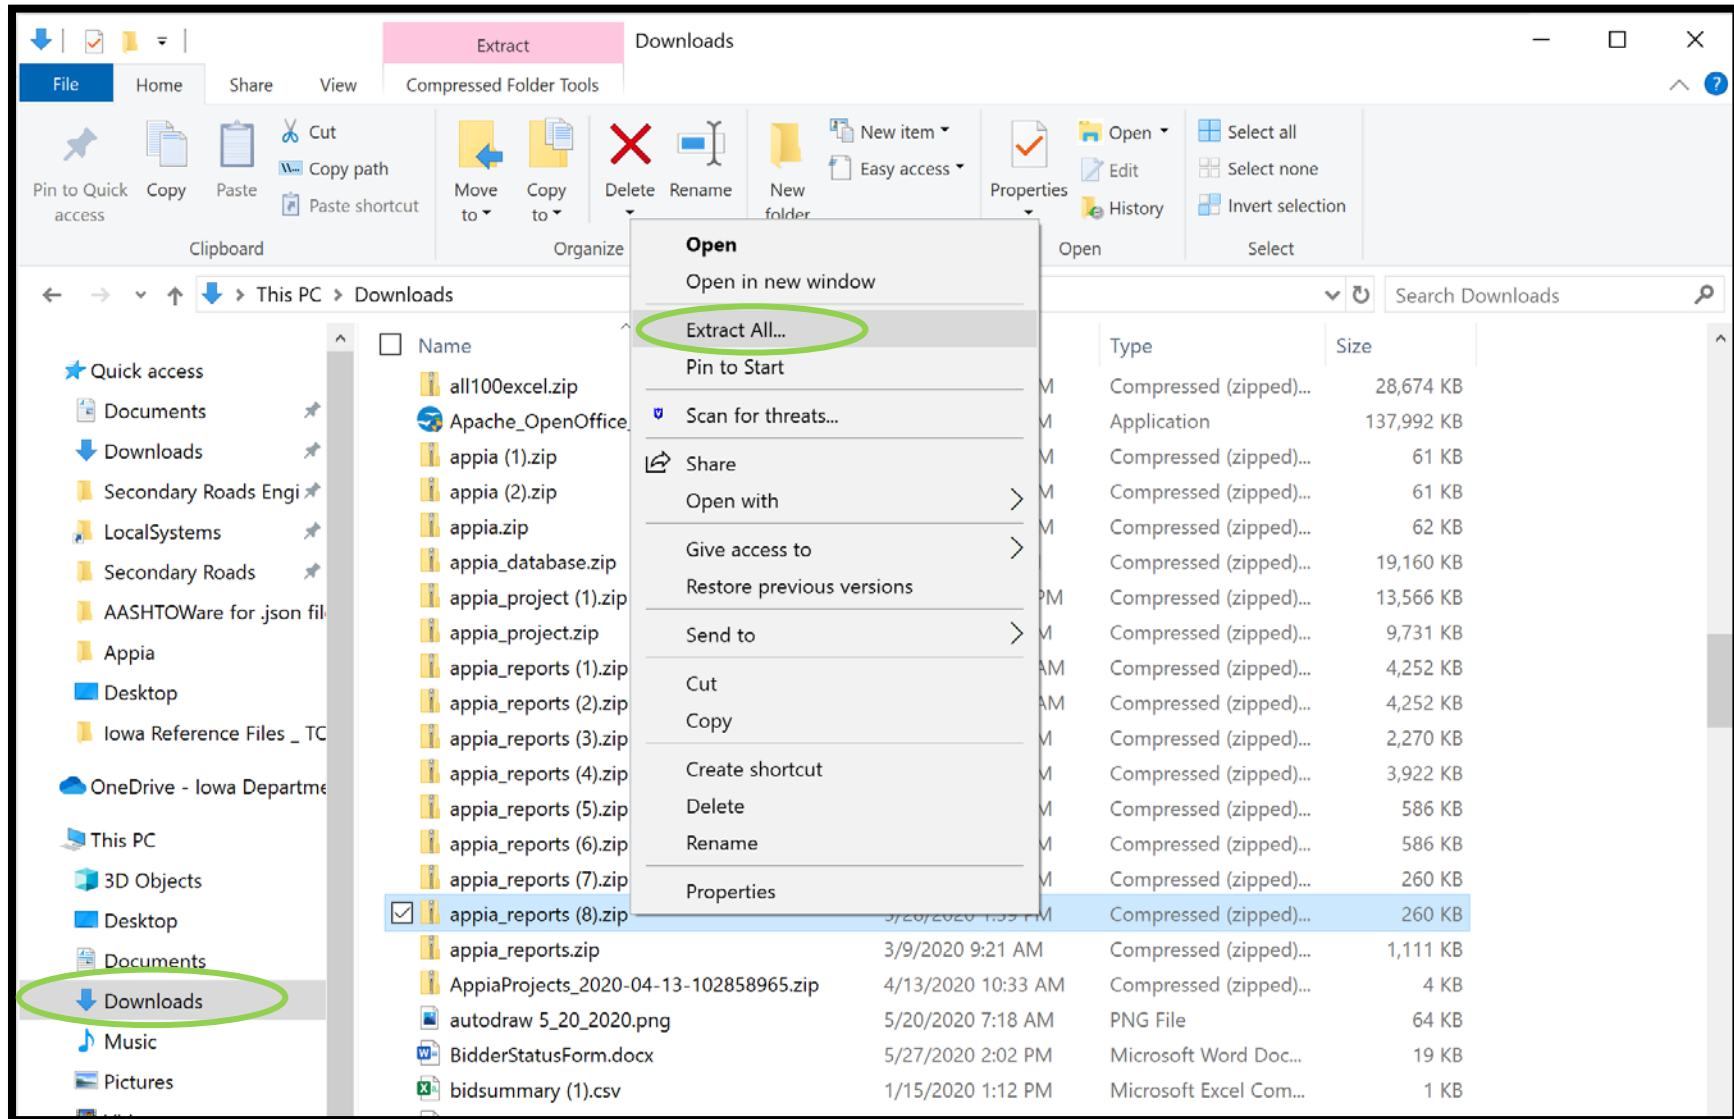 Extract
Downloads
File
Home
Share
View
Compressed Folder Tools
?
Pin to Quick access
Copy
Paste
Cut
Copy path
Paste shortcut
Clipboard
Move to
Copy to
Delete
Rename
Organize
New folder
New item
Easy access
Properties
Open
Edit
History
Open
Select all
Select none
Invert selection
Select
This PC > Downloads
Search Downloads
Quick access
Documents
Downloads
Secondary Roads Engi
LocalSystems
Secondary Roads
AASHTOWare for .json fil
Appia
Desktop
Iowa Reference Files _ TC
OneDrive - Iowa Departme
This PC
3D Objects
Desktop
Documents
Downloads
Music
Pictures
Open
Open in new window
Extract All...
Pin to Start
Scan for threats...
Share
Open with
Give access to
Restore previous versions
Send to
Cut
Copy
Create shortcut
Delete
Rename
Properties
Name Type Size
all100excel.zip M Compressed (zipped)... 28,674 KB
Apache_OpenOffice_ M Application 137,992 KB
appia (1).zip M Compressed (zipped)... 61 KB
appia (2).zip M Compressed (zipped)... 61 KB
appia.zip M Compressed (zipped)... 62 KB
appia_database.zip Compressed (zipped)... 19,160 KB
appia_project (1).zip PM Compressed (zipped)... 13,566 KB
appia_project.zip M Compressed (zipped)... 9,731 KB
appia_reports (1).zip AM Compressed (zipped)... 4,252 KB
appia_reports (2).zip AM Compressed (zipped)... 4,252 KB
appia_reports (3).zip M Compressed (zipped)... 2,270 KB
appia_reports (4).zip M Compressed (zipped)... 3,922 KB
appia_reports (5).zip M Compressed (zipped)... 586 KB
appia_reports (6).zip M Compressed (zipped)... 586 KB
appia_reports (7).zip M Compressed (zipped)... 260 KB
appia_reports (8).zip 5/28/2020 1:59 PM Compressed (zipped)... 260 KB
appia_reports.zip 3/9/2020 9:21 AM Compressed (zipped)... 1,111 KB
AppiaProjects_2020-04-13-102858965.zip 4/13/2020 10:33 AM Compressed (zipped)... 4 KB
autodraw 5_20_2020.png 5/20/2020 7:18 AM PNG File 64 KB
BidderStatusForm.docx 5/27/2020 2:02 PM Microsoft Word Doc... 19 KB
bidsummary (1).csv 1/15/2020 1:12 PM Microsoft Excel Com... 1 KB